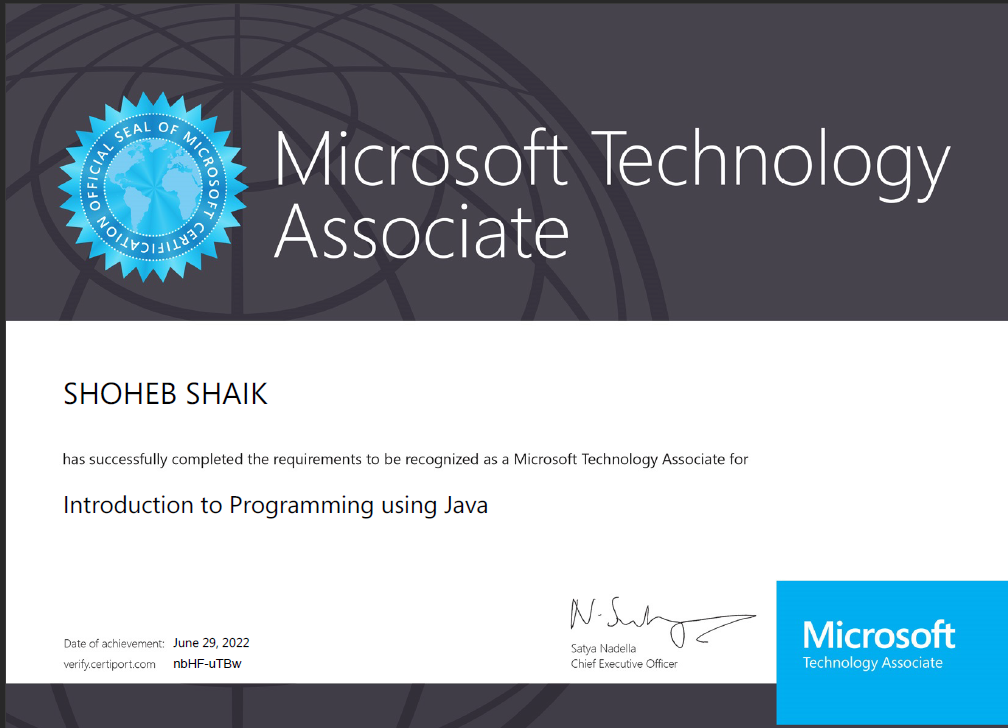 OFFICIAL SEAL OF MICROSOFT CERTIFICATION
Microsoft Technology
Associate
SHOHEB SHAIK
has successfully completed the requirements to be recognized as a Microsoft Technology Associate for
Introduction to Programming using Java
Date of achievement: June 29, 2022
verify.certiport.com nbHF-uTBw
Satya Nadella
Chief Executive Officer
Microsoft
Technology Associate